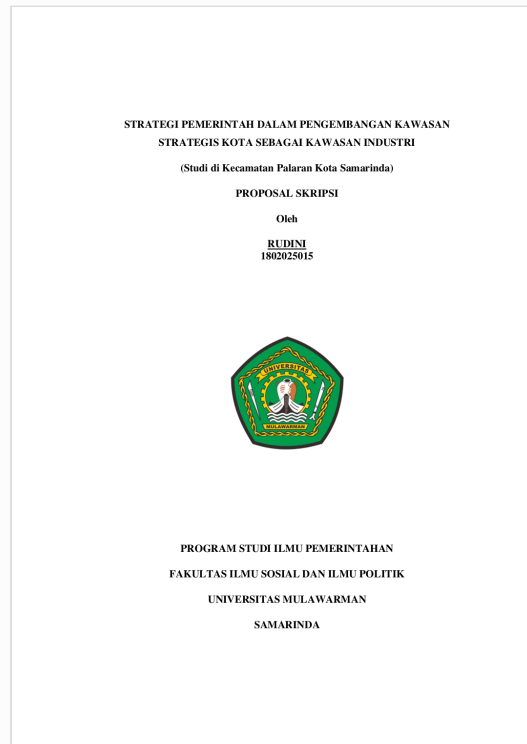 STRATEGI PEMERINTAH DALAM PENGEMBANGAN KAWASAN
STRATEGIS KOTA SEBAGAI KAWASAN INDUSTRI
(Studi di Kecamatan Palaran Kota Samarinda)
PROPOSAL SKRIPSI
Oleh
RUDINI
1802025015
UNIVERSITAS
MULAWARMAN
PROGRAM STUDI ILMU PEMERINTAHAN
FAKULTAS ILMU SOSIAL DAN ILMU POLITIK
UNIVERSITAS MULAWARMAN
SAMARINDA